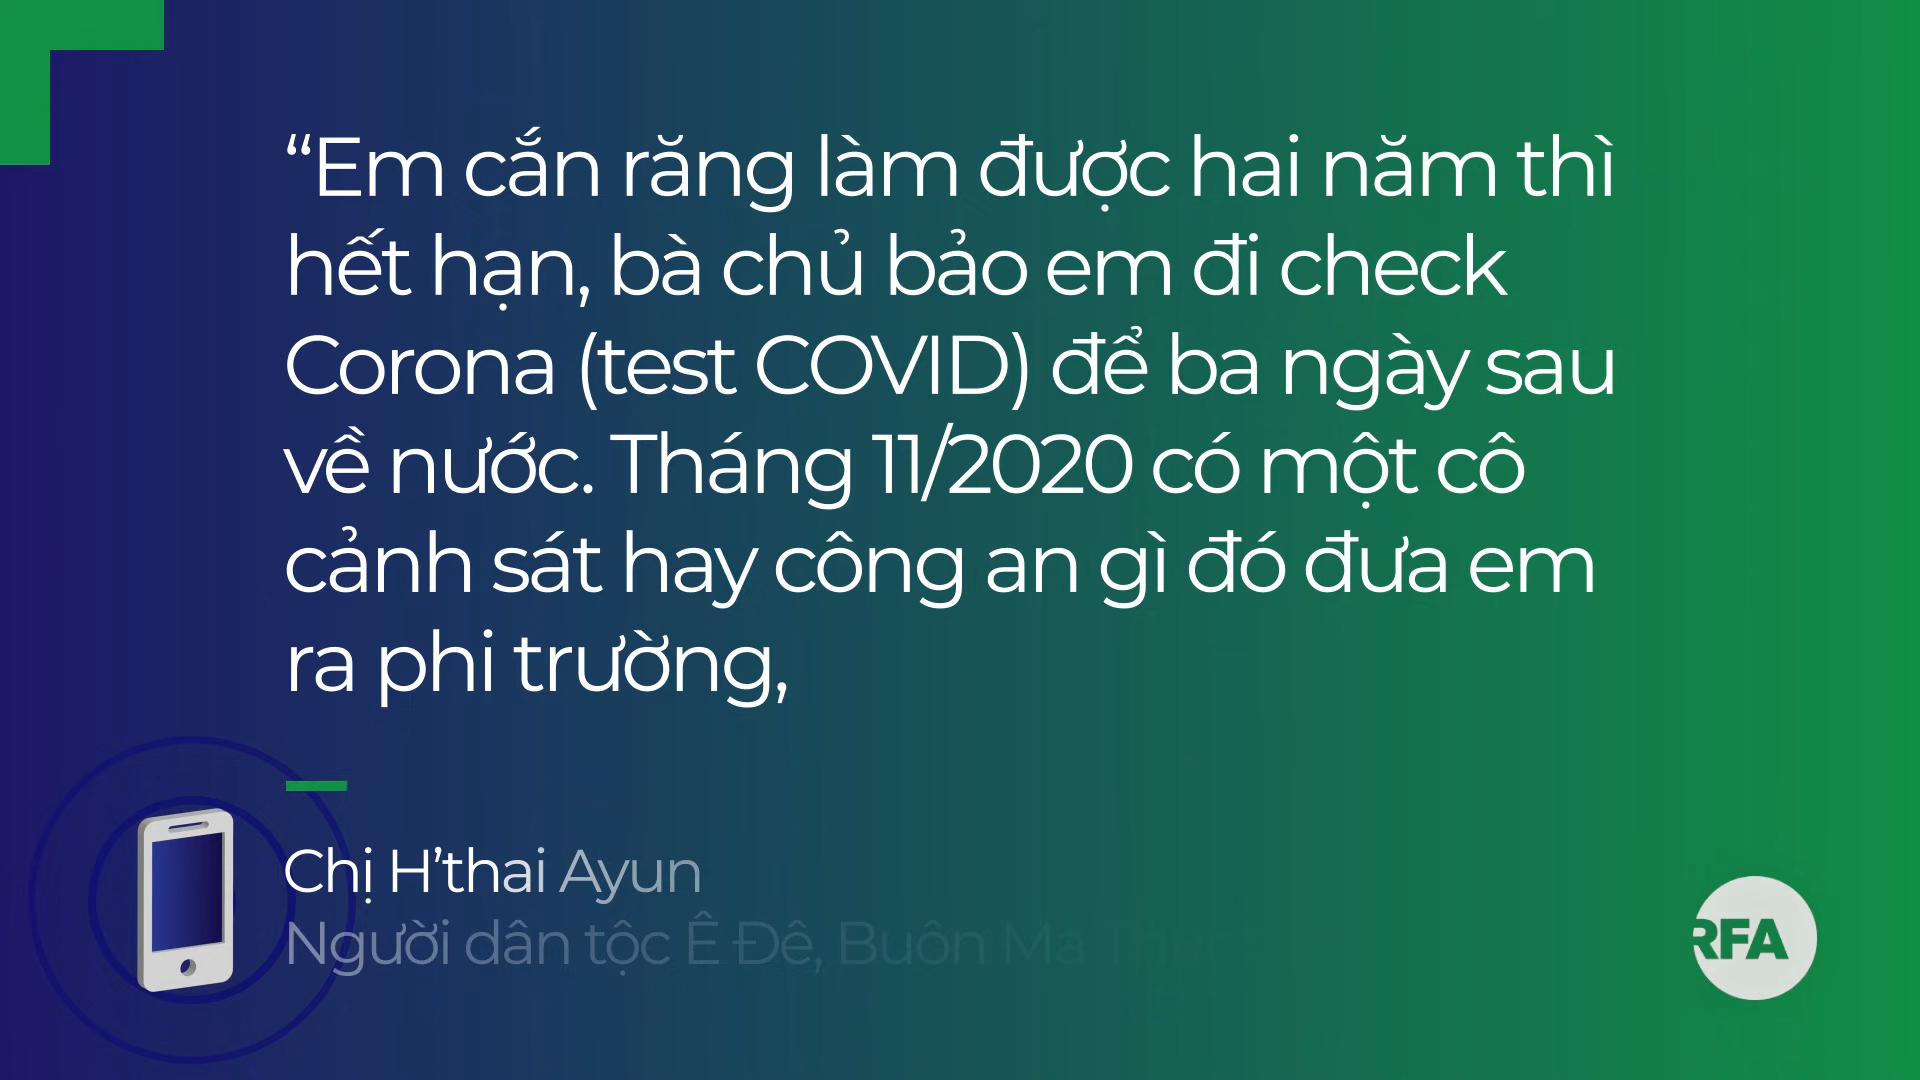 “Em cắn răng làm được hai năm thì
hết hạn, bà chủ bảo em đi check
Corona (test COVID) để ba ngày sau
về nước. Tháng 11/2020 có một cô
cảnh sát hay công an gì đó đưa em
ra phi trường,
Chị H’thai Ayun
Người dân tộc Ê Đê, Buôn Ma Thuột
RFA